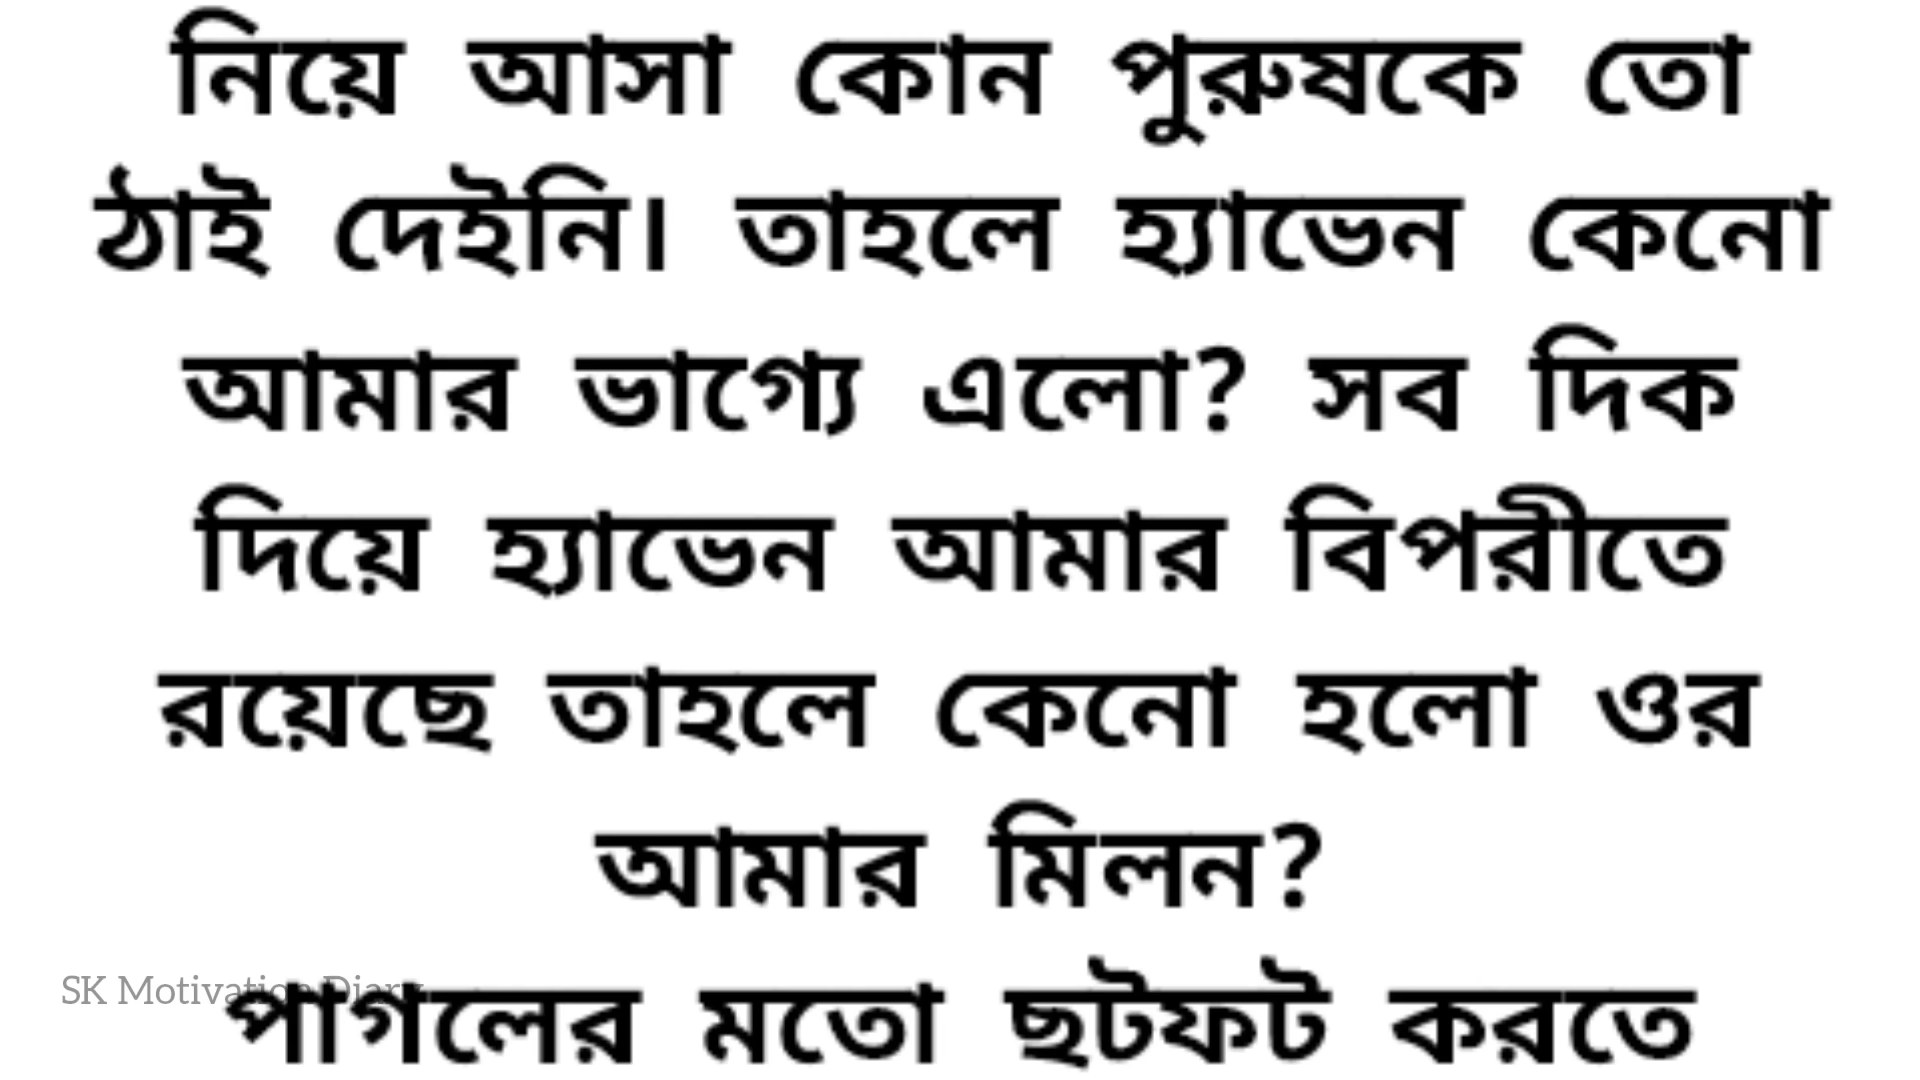 নিয়ে আসা কোন পুরুষকে তো
ঠাই দেইনি। তাহলে হ্যাভেন কেনো
আমার ভাগ্যে এলো? সব দিক
দিয়ে হ্যাভেন আমার বিপরীতে
রয়েছে তাহলে কেনো হলো ওর
আমার মিলন?
SK Motivation Diary
পাগলের মতো ছটফট করতে